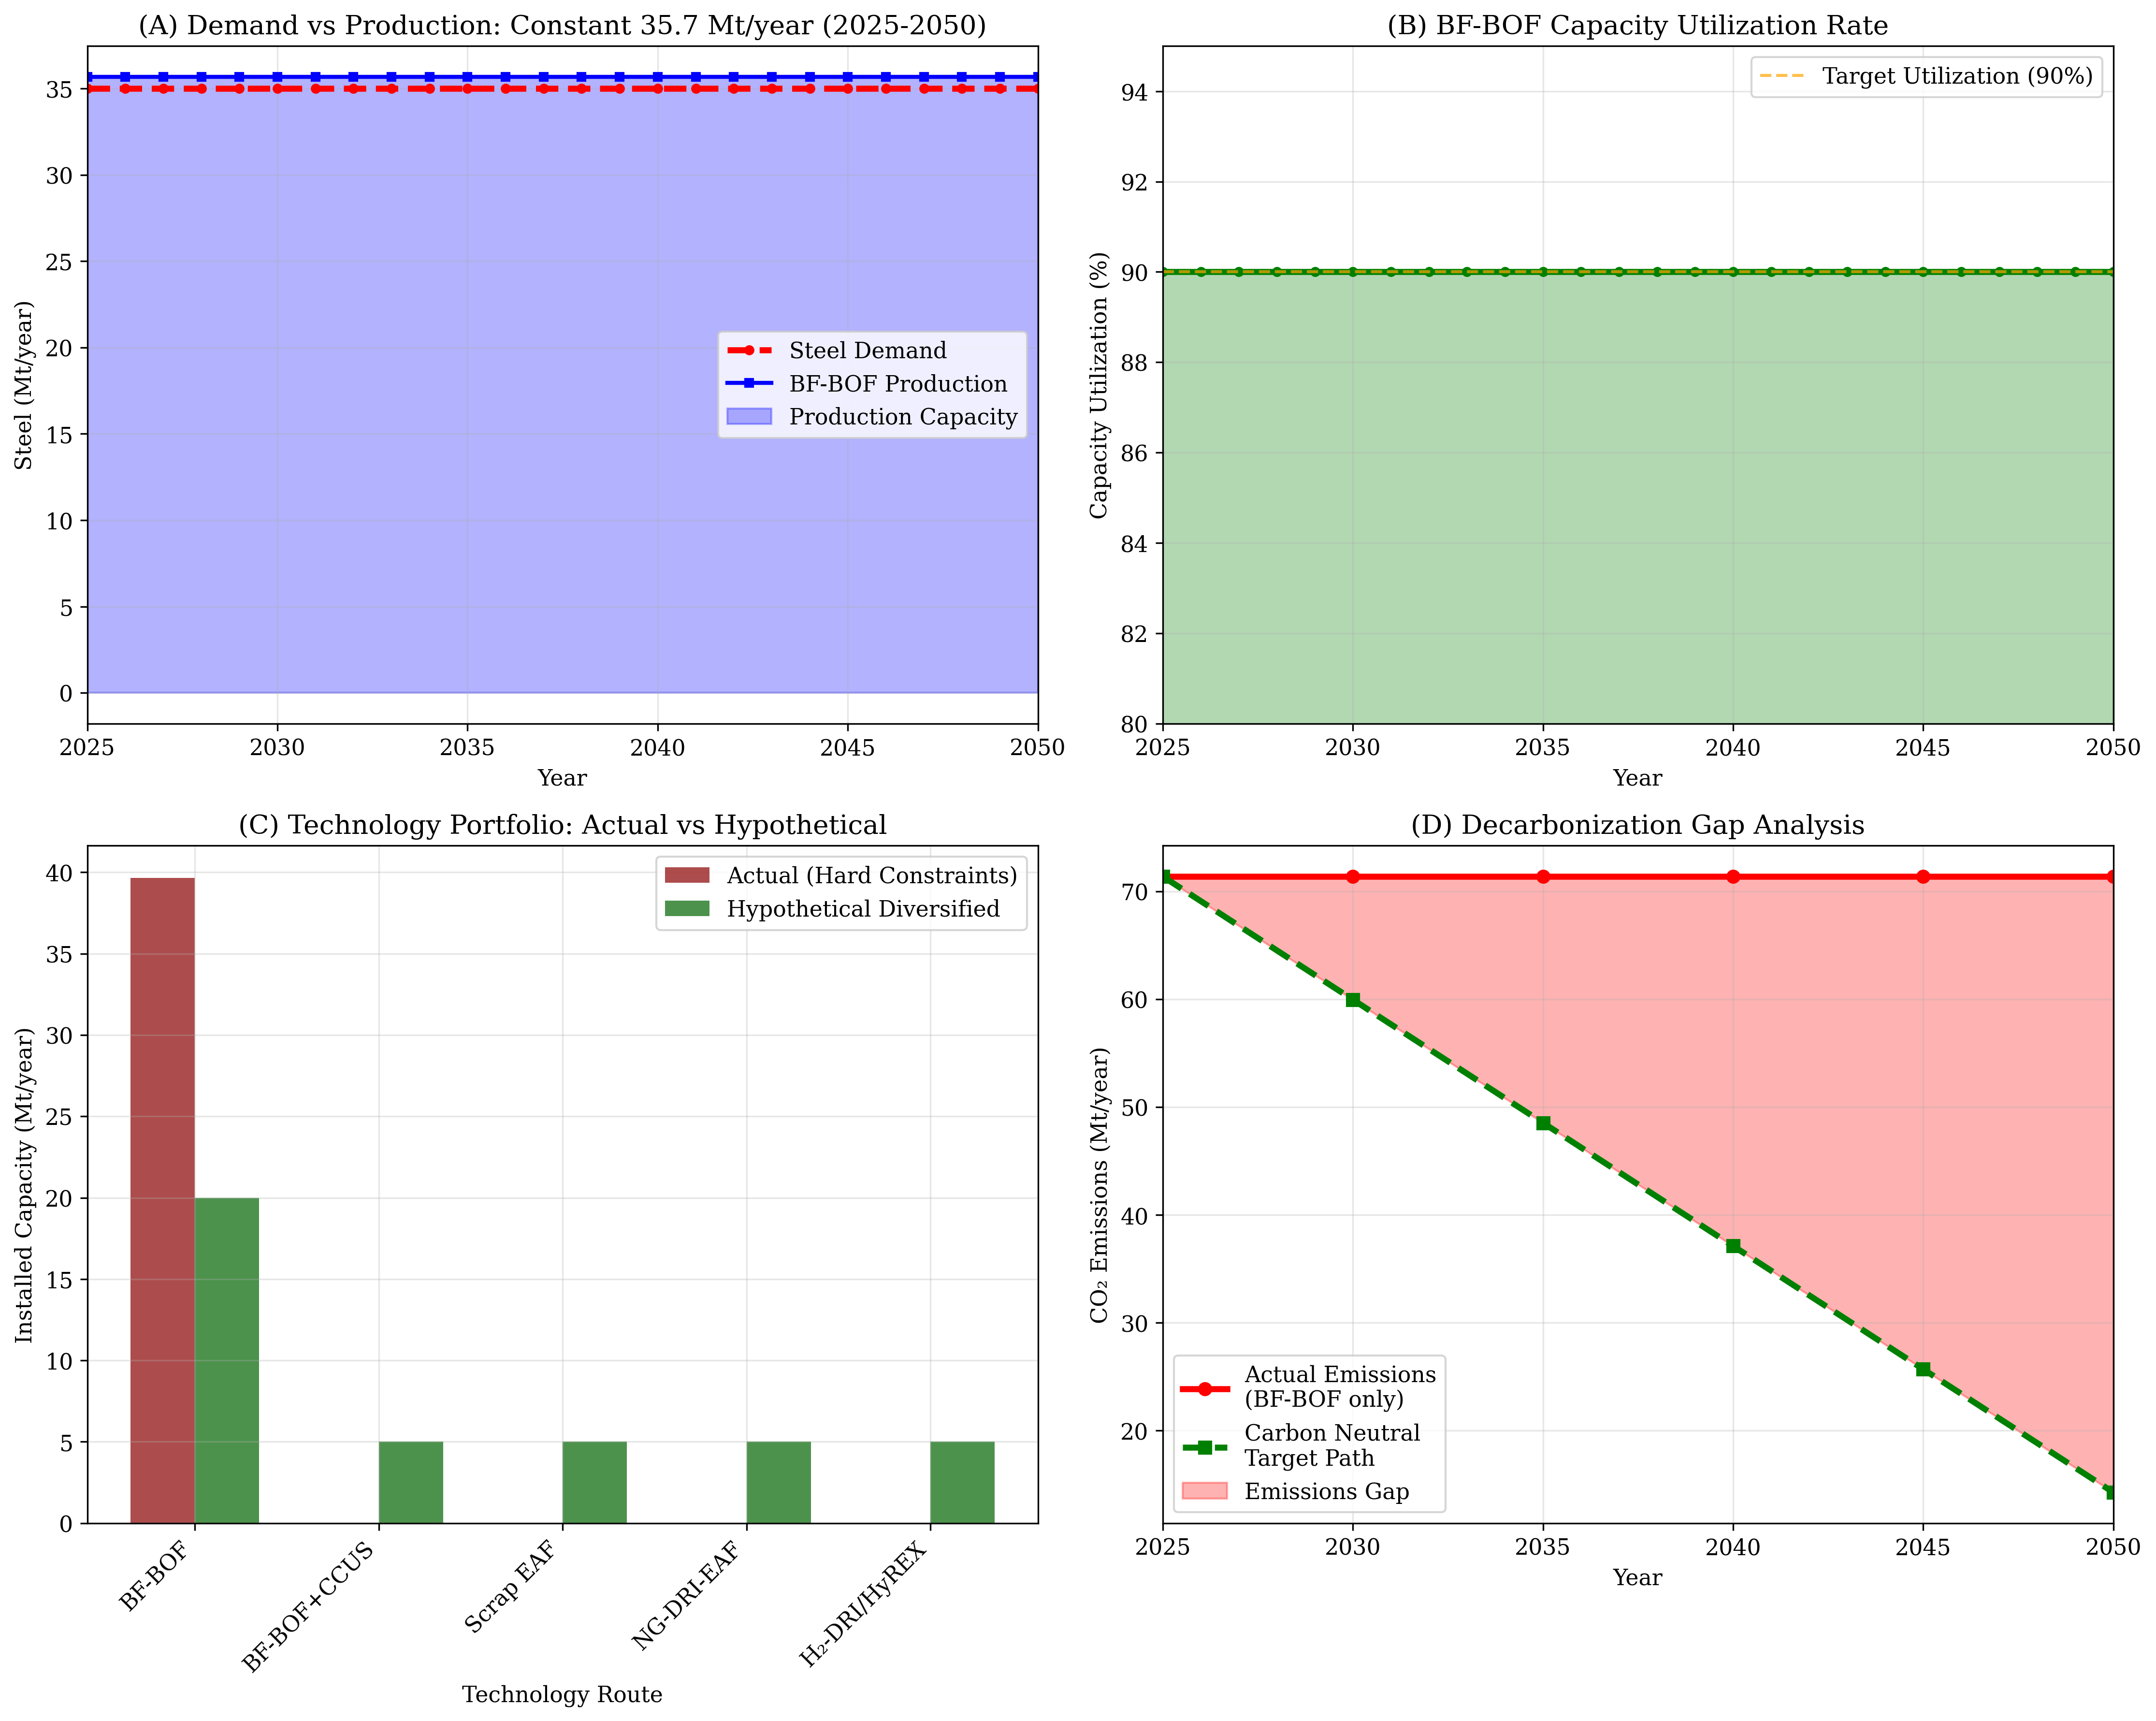 (A) Demand vs Production: Constant 35.7 Mt/year (2025-2050)
Steel (Mt/year)
35
30
25
20
15
10
5
0
Steel Demand
BF-BOF Production
Production Capacity
2025 2030 2035 2040 2045 2050
Year
(B) BF-BOF Capacity Utilization Rate
Capacity Utilization (%)
94
92
90
88
86
84
82
80
Target Utilization (90%)
2025 2030 2035 2040 2045 2050
Year
(C) Technology Portfolio: Actual vs Hypothetical
Installed Capacity (Mt/year)
40
35
30
25
20
15
10
5
0
Actual (Hard Constraints)
Hypothetical Diversified
BF-BOF
BF-BOF+CCUS
Scrap EAF
NG-DRI-EAF
H₂-DRI/HyREX
Technology Route
(D) Decarbonization Gap Analysis
CO₂ Emissions (Mt/year)
70
60
50
40
30
20
Actual Emissions
(BF-BOF only)
Carbon Neutral
Target Path
Emissions Gap
2025 2030 2035 2040 2045 2050
Year